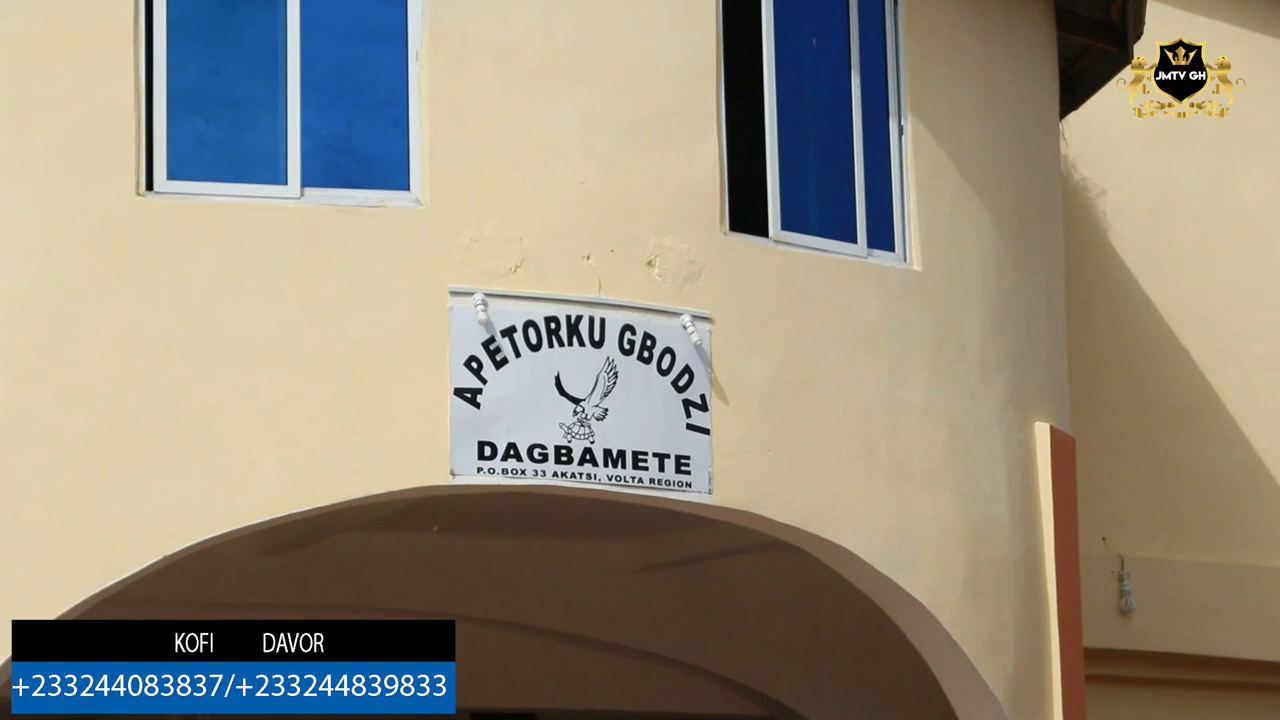 JMTV GH
APETORKU GBODZI
DAGBAMETE
P.O.BOX 33 AKATSI, VOLTA REGION
KOFI DAVOR
+233244083837/+233244839833